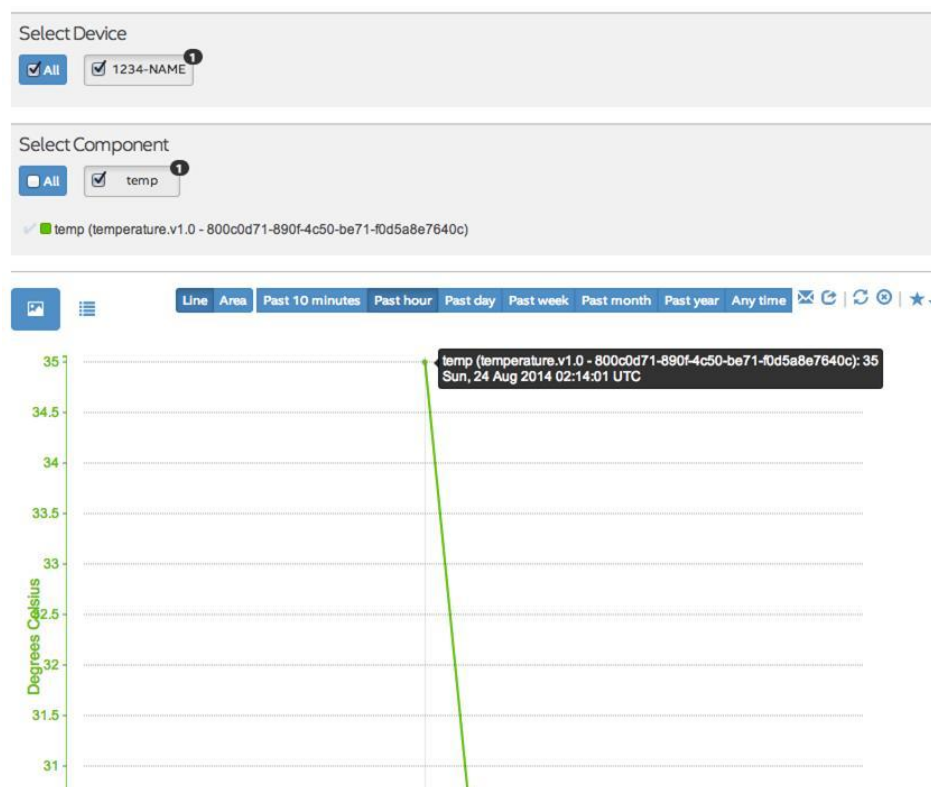 Select Device
All 1234-NAME 1
Select Component
All temp 1
temp (temperature.v1.0 - 800c0d71-890f-4c50-be71-f0d5a8e7640c)
Line Area Past 10 minutes Past hour Past day Past week Past month Past year Any time
temp (temperature.v1.0 - 800c0d71-890f-4c50-be71-f0d5a8e7640c): 35
Sun, 24 Aug 2014 02:14:01 UTC
35
34.5
34
33.5
33
32.5
32
31.5
31
Degrees Celsius